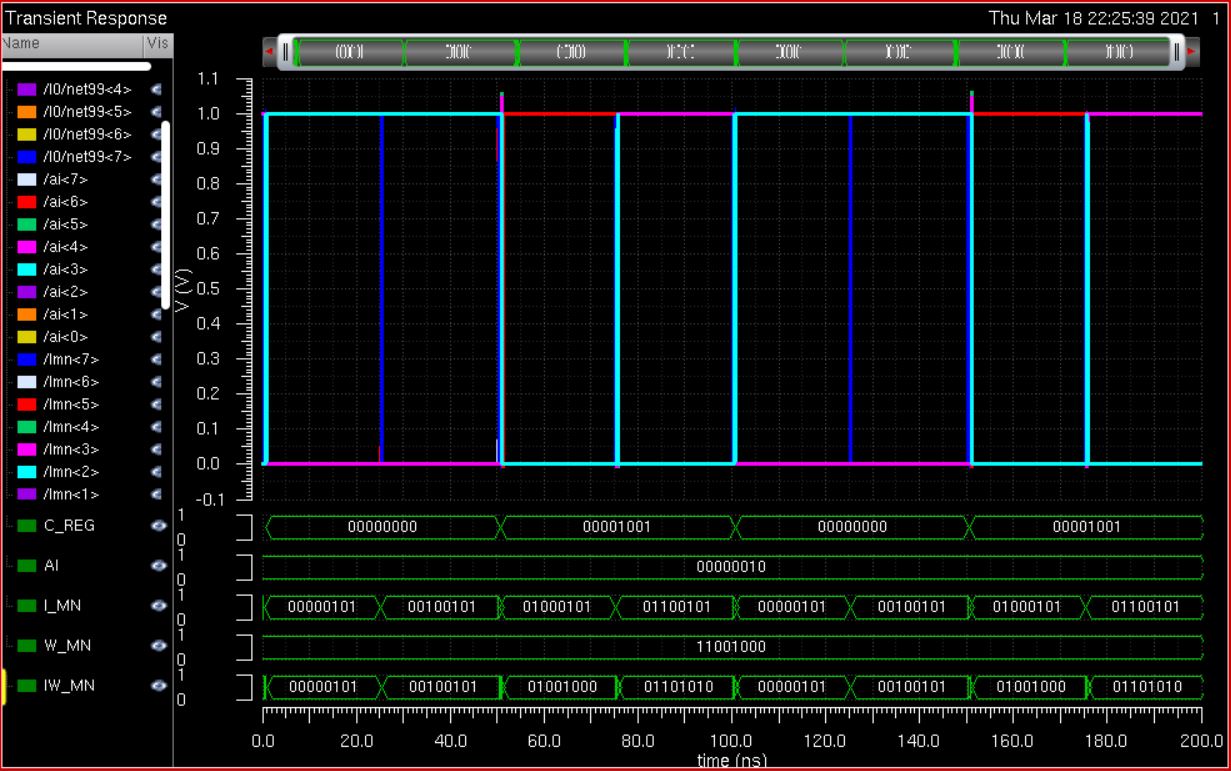 Transient Response
Thu Mar 18 22:25:39 2021 1
Name Vis
/I0/net99<4>
/I0/net99<5>
/I0/net99<6>
/I0/net99<7>
/ai<7>
/ai<6>
/ai<5>
/ai<4>
/ai<3>
/ai<2>
/ai<1>
/ai<0>
/Imn<7>
/Imn<6>
/Imn<5>
/Imn<4>
/Imn<3>
/Imn<2>
/Imn<1>
1.1
1.0
0.9
0.8
0.7
0.6
0.5
0.4
0.3
0.2
0.1
0.0
-0.1
V (V)
C_REG 1 0 00000000 00001001 00000000 00001001
AI 1 0 00000010
I_MN 1 0 00000101 00100101 01000101 01100101 00000101 00100101 01000101 01100101
W_MN 1 0 11001000
IW_MN 1 0 00000101 00100101 01001000 01101010 00000101 00100101 01001000 01101010
0.0 20.0 40.0 60.0 80.0 100.0 120.0 140.0 160.0 180.0 200.0
time (ns)